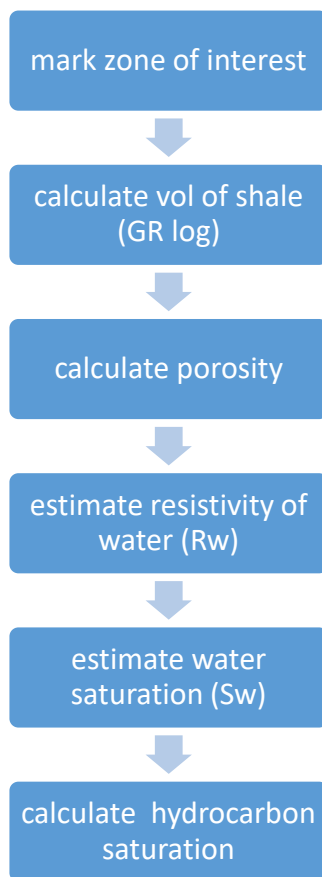 mark zone of interest
calculate vol of shale
(GR log)
calculate porosity
estimate resistivity of
water (Rw)
estimate water
saturation (Sw)
calculate  hydrocarbon
saturation